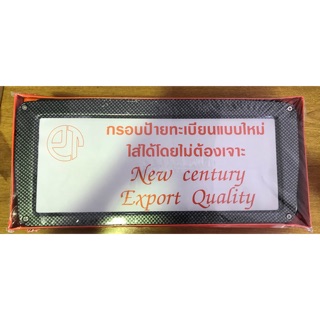 กรอบป้ายทะเบียนแบบใหม่
ใส่ได้โดยไม่ต้องเจาะ
New century
Export Quality